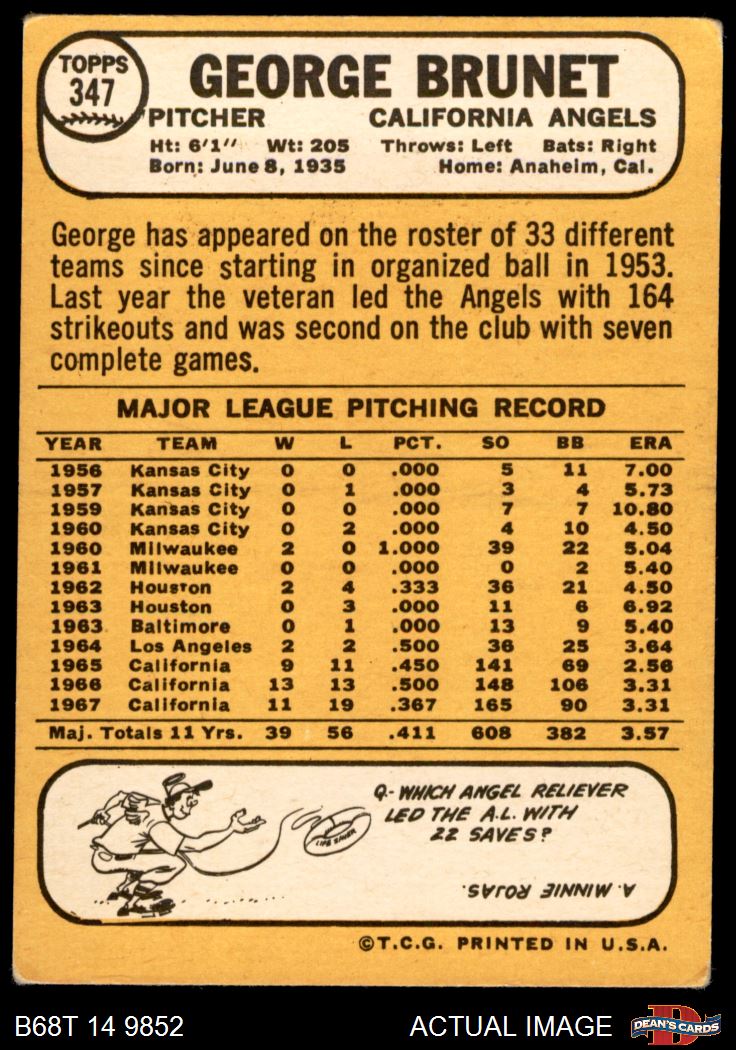 TOPPS
347
GEORGE BRUNET
PITCHER CALIFORNIA ANGELS
Ht: 6'1" Wt: 205 Throws: Left Bats: Right
Born: June 8, 1935 Home: Anaheim, Cal.
George has appeared on the roster of 33 different
teams since starting in organized ball in 1953.
Last year the veteran led the Angels with 164
strikeouts and was second on the club with seven
complete games.
MAJOR LEAGUE PITCHING RECORD
YEAR TEAM W L PCT. SO BB ERA
1956 Kansas City 0 0 .000 5 11 7.00
1957 Kansas City 0 1 .000 3 4 5.73
1959 Kansas City 0 0 .000 7 7 10.80
1960 Kansas City 0 2 .000 4 10 4.50
1960 Milwaukee 2 0 1.000 39 22 5.04
1961 Milwaukee 0 0 .000 0 2 5.40
1962 Houston 2 4 .333 36 21 4.50
1963 Houston 0 3 .000 11 6 6.92
1963 Baltimore 0 1 .000 13 9 5.40
1964 Los Angeles 2 2 .500 36 25 3.64
1965 California 9 11 .450 141 69 2.56
1966 California 13 13 .500 148 106 3.31
1967 California 11 19 .367 165 90 3.31
Maj. Totals 11 Yrs. 39 56 .411 608 382 3.57
Q- WHICH ANGEL RELIEVER
LED THE A.L. WITH
22 SAVES?
LIFE SAVER
A. MINNIE ROJAS.
©T.C.G. PRINTED IN U.S.A.
B68T 14 9852 ACTUAL IMAGE
DEAN'S CARDS